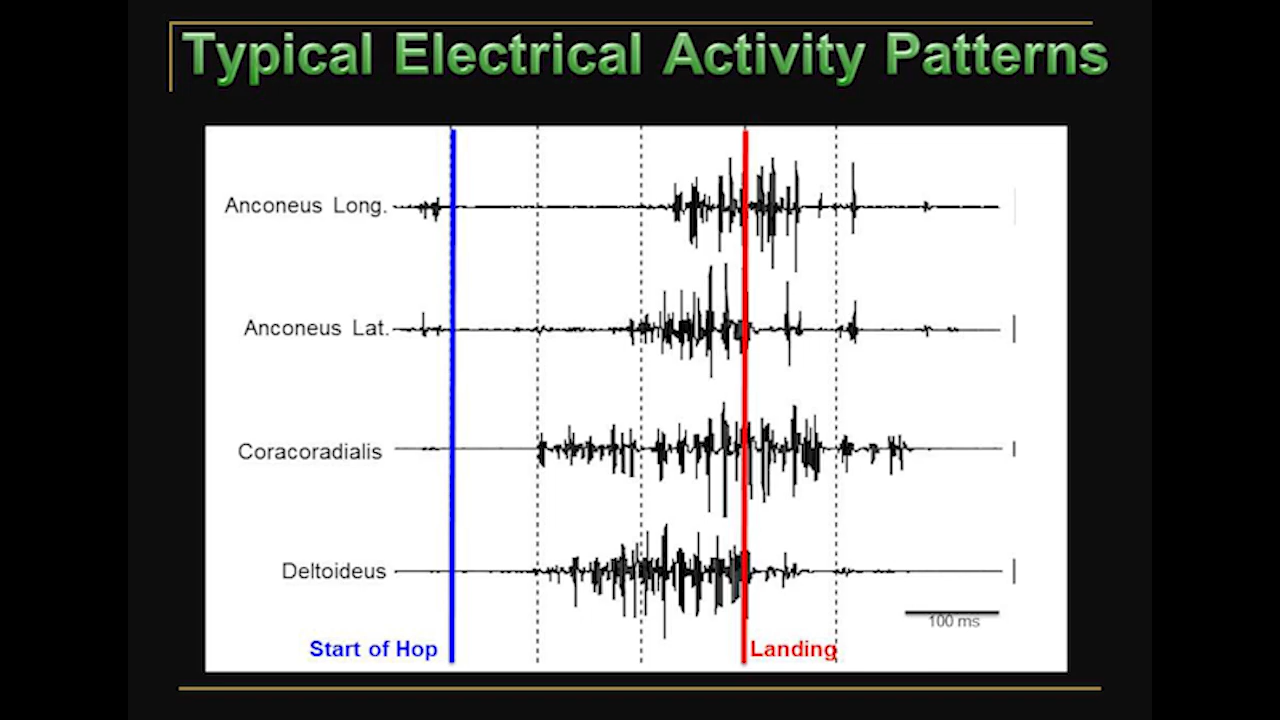 Typical Electrical Activity Patterns
Anconeus Long.
Anconeus Lat.
Coracoradialis
Deltoideus
100 ms
Start of Hop
Landing